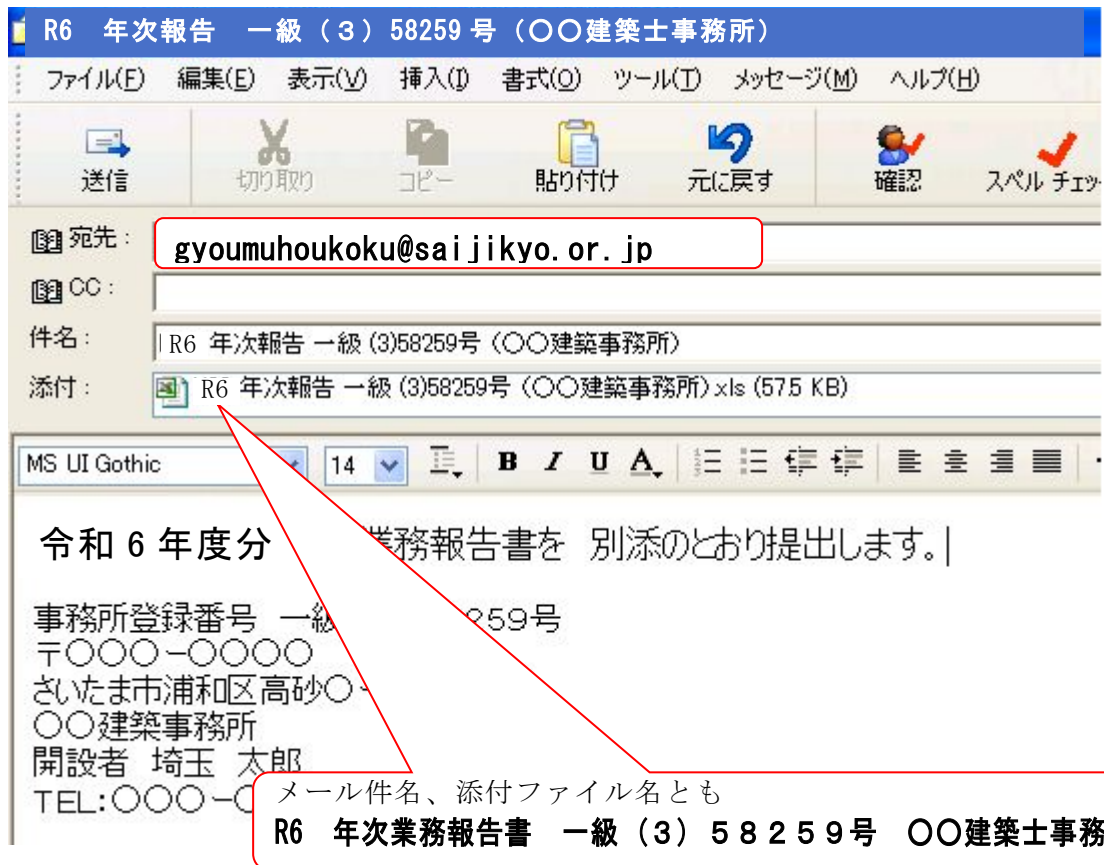 R6　年次報告　一級（３）58259号（〇〇建築士事務所）
ファイル(F)　編集(E)　表示(V)　挿入(I)　書式(O)　ツール(T)　メッセージ(M)　ヘルプ(H)
送信　切り取り　コピー　貼り付け　元に戻す　確認　スペル チェッ
宛先：　gyoumuhoukoku@saijikyo.or.jp
CC：
件名：　R6 年次報告 一級 (3)58259号（〇〇建築事務所）
添付：　R6 年次報告 一級 (3)58259号（〇〇建築事務所）.xls (57.5 KB)
MS UI Gothic　14　B I U A
令和６年度分　業務報告書を 別添のとおり提出します。
事務所登録番号 一級　259号
〒〇〇〇-〇〇〇〇
さいたま市浦和区高砂〇-
〇〇建築事務所
開設者 埼玉 太郎
TEL:〇〇〇-〇
メール件名、添付ファイル名とも
R6　年次業務報告書　一級（３）５８２５９号　〇〇建築士事務